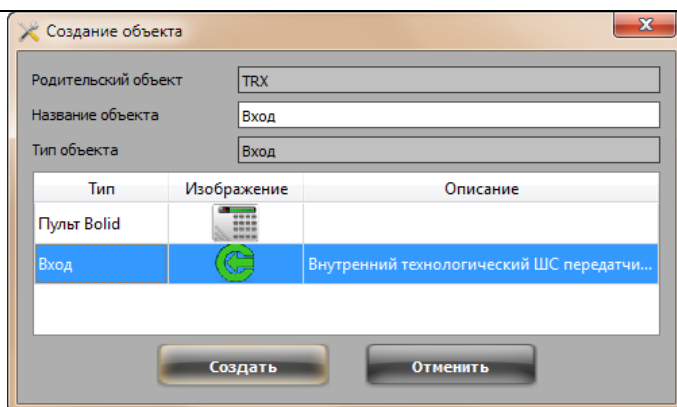 Создание объекта
Родительский объект TRX
Название объекта Вход
Тип объекта Вход
Тип Изображение Описание
Пульт Bolid
Вход Внутренний технологический ШС передатчи...
Создать Отменить